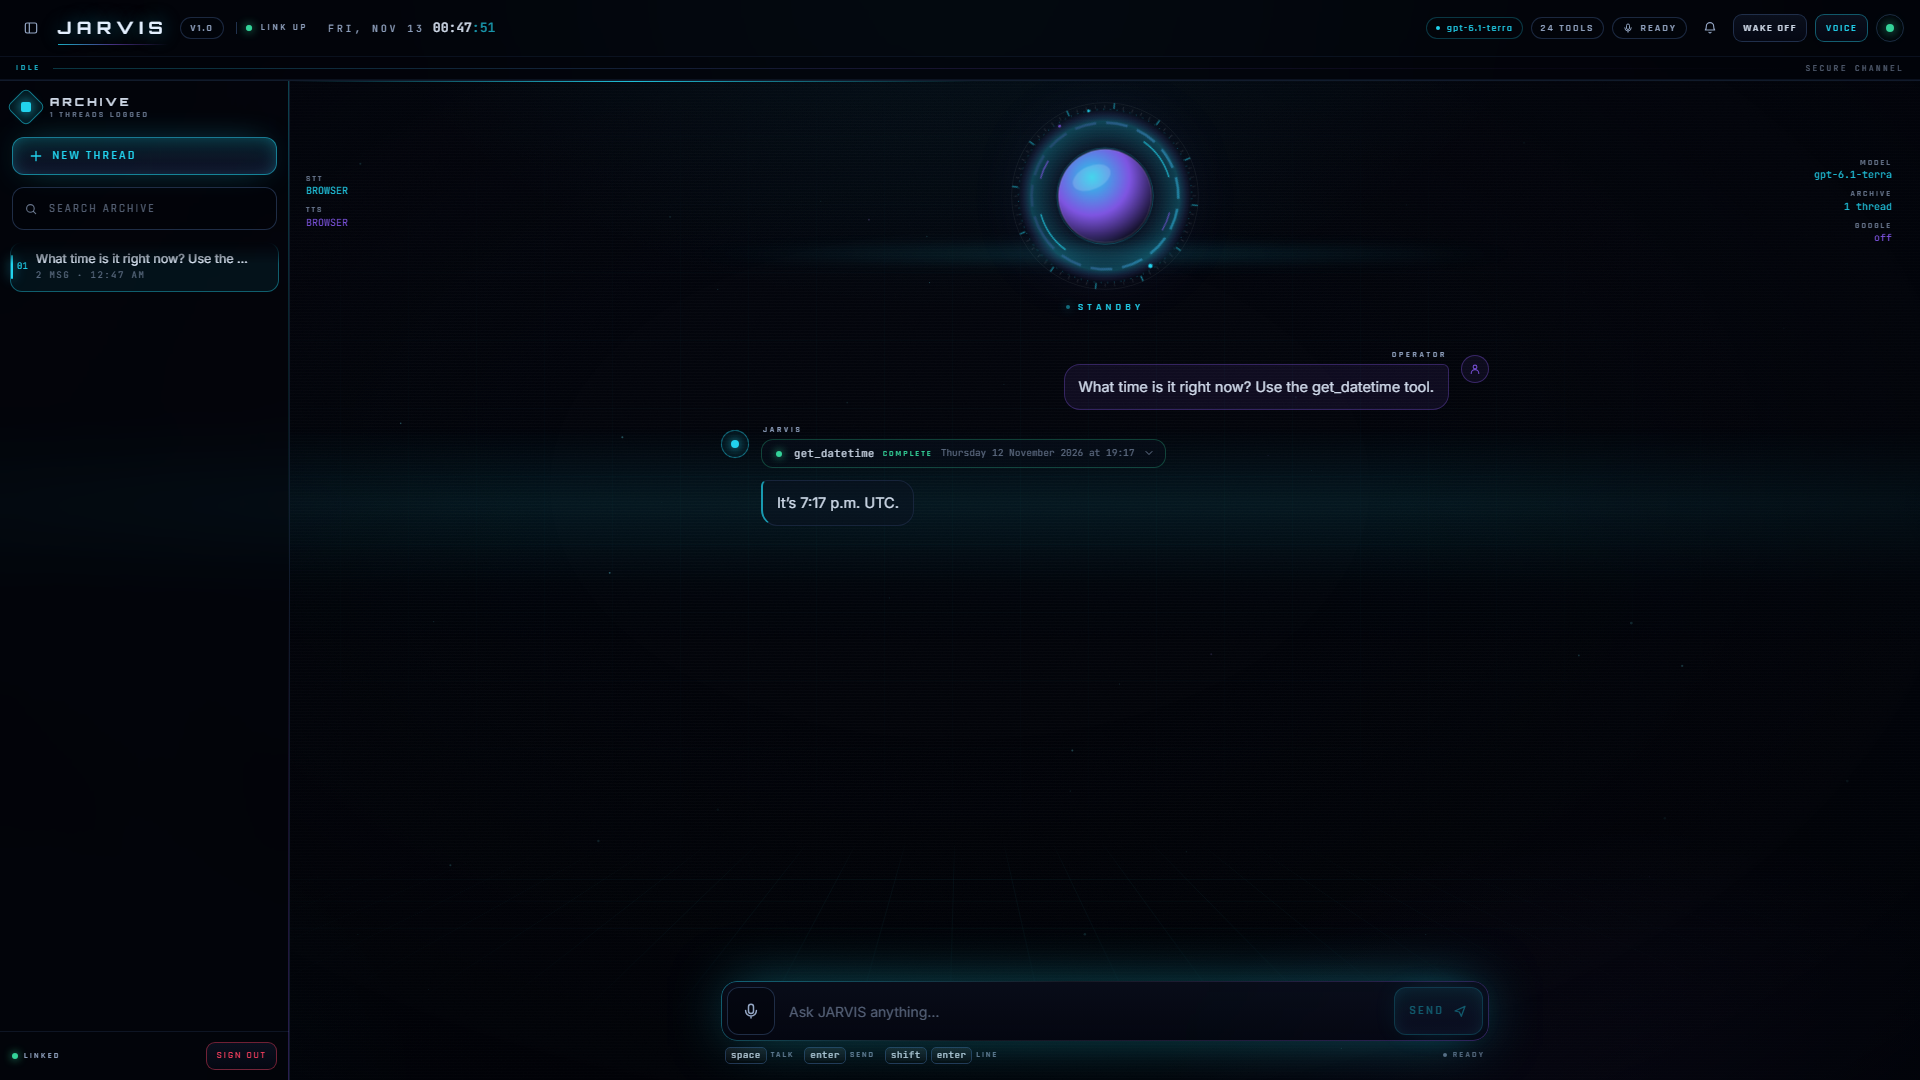 JARVIS
V1.0
LINK UP
FRI, NOV 13 00:47:51
gpt-6.1-terra
24 TOOLS
READY
WAKE OFF
VOICE
IDLE
SECURE CHANNEL
ARCHIVE
1 THREADS LOGGED
NEW THREAD
SEARCH ARCHIVE
01
What time is it right now? Use the ...
2 MSG · 12:47 AM
STT
BROWSER
TTS
BROWSER
MODEL
gpt-6.1-terra
ARCHIVE
1 thread
GOOGLE
off
STANDBY
OPERATOR
What time is it right now? Use the get_datetime tool.
JARVIS
get_datetime COMPLETE Thursday 12 November 2026 at 19:17
It's 7:17 p.m. UTC.
Ask JARVIS anything...
SEND
space TALK enter SEND shift enter LINE
READY
LINKED
SIGN OUT